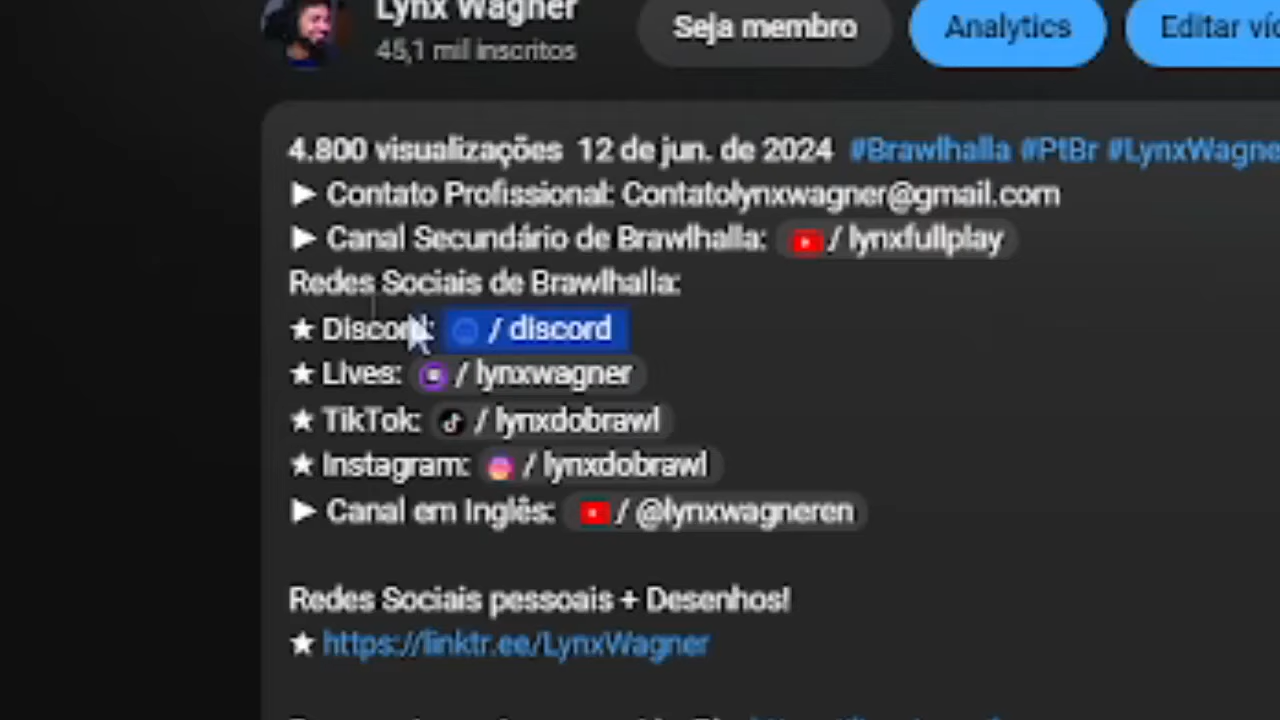 Lynx Wagner
45,1 mil inscritos
Seja membro
Analytics
Editar
4.800 visualizações 12 de jun. de 2024 #Brawlhalla #PtBr #LynxWagne
► Contato Profissional: Contatolynxwagner@gmail.com
► Canal Secundário de Brawlhalla: / lynxfullplay
Redes Sociais de Brawlhalla:
★ Discord: / discord
★ Lives: / lynxwagner
★ TikTok: / lynxdobrawl
★ Instagram: / lynxdobrawl
► Canal em Inglês: / @lynxwagneren
Redes Sociais pessoais + Desenhos!
★ https://linktr.ee/LynxWagner